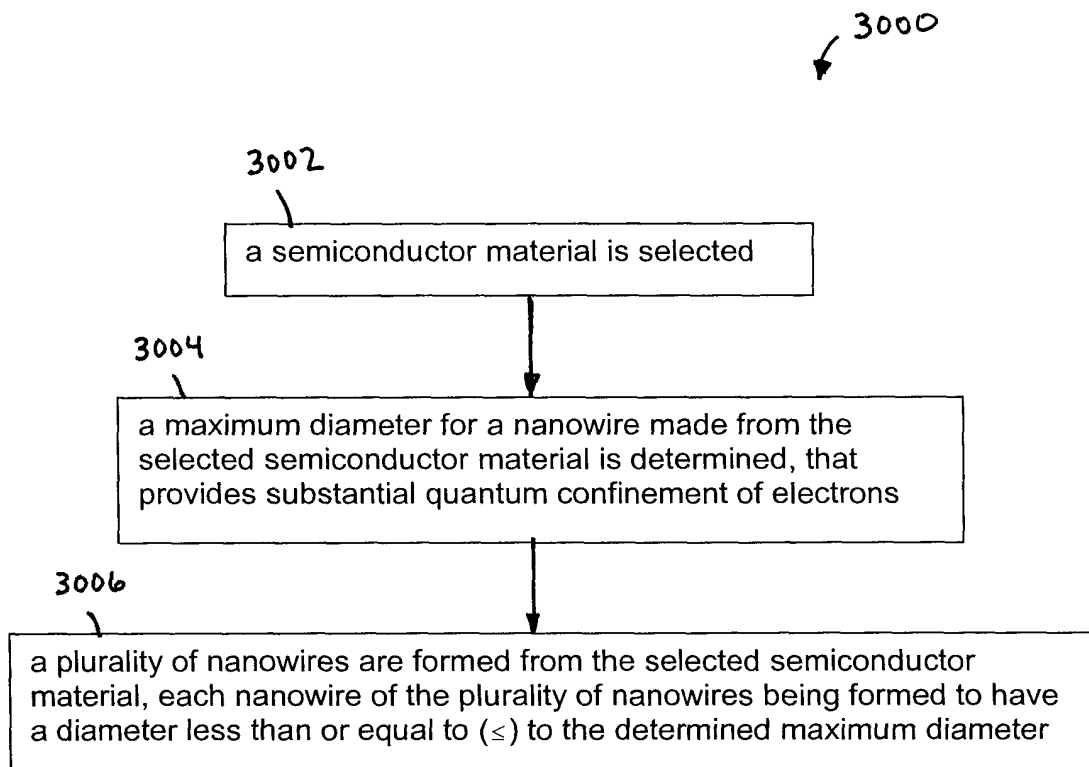 3000
3002
a semiconductor material is selected
3004
a maximum diameter for a nanowire made from the
selected semiconductor material is determined, that
provides substantial quantum confinement of electrons
3006
a plurality of nanowires are formed from the selected semiconductor
material, each nanowire of the plurality of nanowires being formed to have
a diameter less than or equal to (≤) to the determined maximum diameter